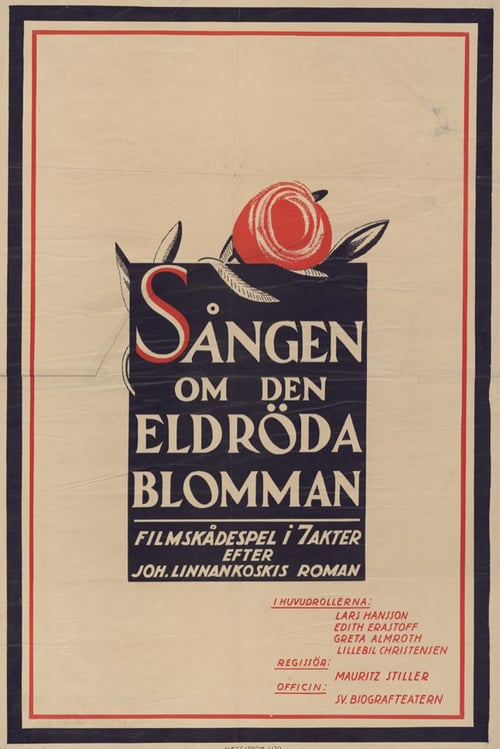 SÅNGEN
OM DEN
ELDRÖDA
BLOMMAN
FILMSKÅDESPEL I 7 AKTER
EFTER
JOH. LINNANKOSKIS ROMAN
I HUVUDROLLERNA:
LARS HANSSON
EDITH ERASTOFF
GRETA ALMROTH
LILLEBIL CHRISTENSEN
REGISSÖR:
MAURITZ STILLER
OFFICIN:
SV. BIOGRAFTEATERN